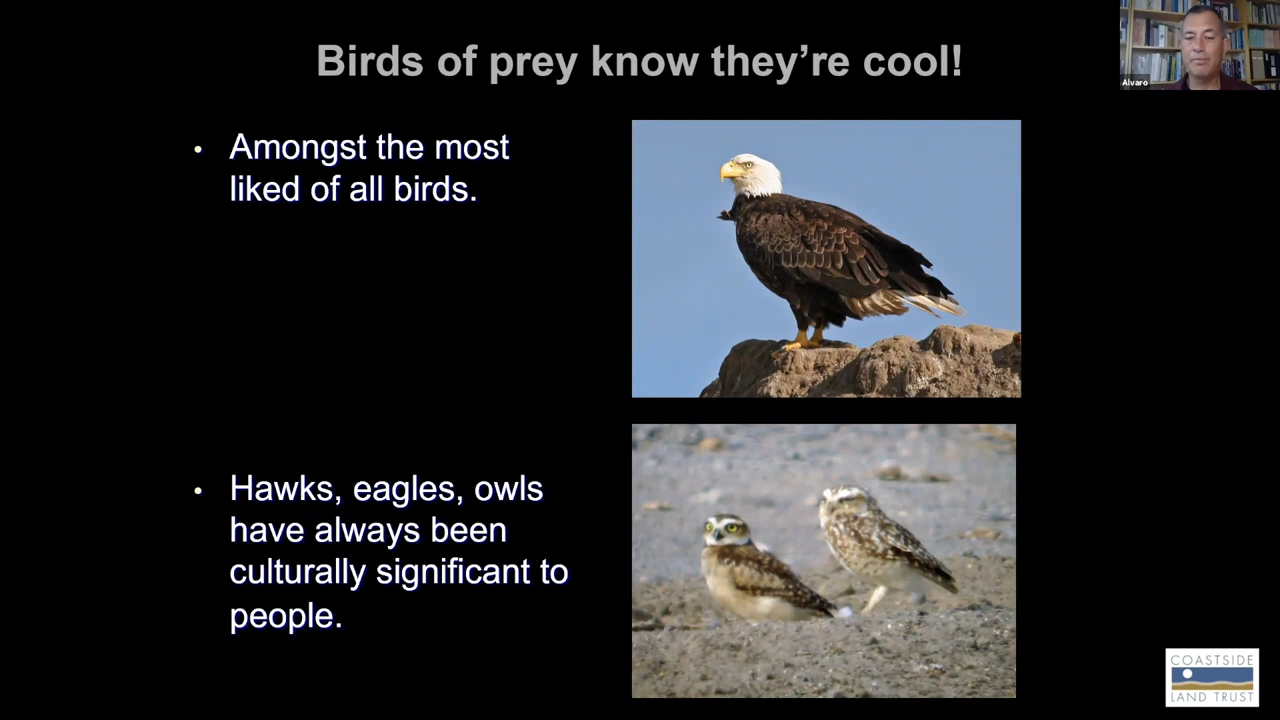 Birds of prey know they’re cool!
Alvaro
• Amongst the most
liked of all birds.
• Hawks, eagles, owls
have always been
culturally significant to
people.
COASTSIDE
LAND TRUST